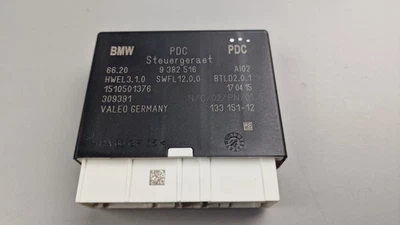 BMW PDC PDC
Steuergeraet
66.20 9 382 516 AI02
HWEL3.1.0 SWFL12.0.0 BTLD2.0.1
1510501376 17.04.15
309391
VALEO GERMANY 133 151-12